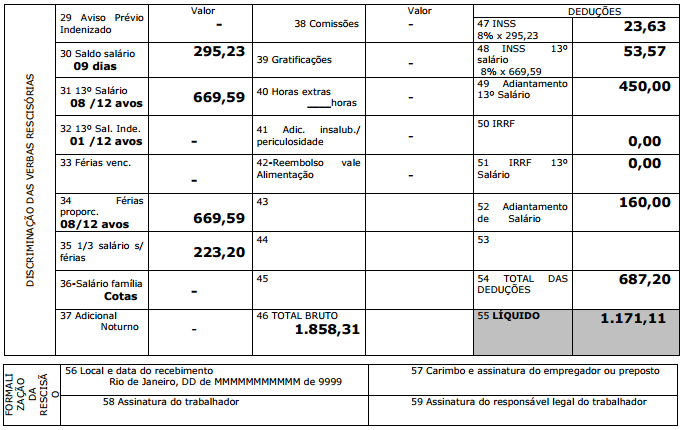 DISCRIMINAÇÃO DAS VERBAS RESCISÓRIAS
Valor
Valor
DEDUÇÕES
29 Aviso Prévio
Indenizado
-
38 Comissões
-
47 INSS
8% x 295,23
23,63
30 Saldo salário
09 dias
295,23
39 Gratificações
-
48 INSS 13º
salário
8% x 669,59
53,57
31 13º Salário
08 /12 avos
669,59
40 Horas extras
____horas
-
49 Adiantamento
13º Salário
450,00
32 13º Sal. Inde.
01 /12 avos
-
41 Adic. insalub./
periculosidade
-
50 IRRF
0,00
33 Férias venc.
-
42-Reembolso vale
Alimentação
-
51 IRRF 13º
Salário
0,00
34 Férias
proporc.
08/12 avos
669,59
43
52 Adiantamento
de Salário
160,00
35 1/3 salário s/
férias
223,20
44
53
36-Salário família
Cotas
-
45
54 TOTAL DAS
DEDUÇÕES
687,20
37 Adicional
Noturno
-
46 TOTAL BRUTO
1.858,31
55 LÍQUIDO
1.171,11
FORMALI
ZAÇÃO
DA
RESCISÃ
O
56 Local e data do recebimento
Rio de Janeiro, DD de MMMMMMMMMMM de 9999
57 Carimbo e assinatura do empregador ou preposto
58 Assinatura do trabalhador
59 Assinatura do responsável legal do trabalhador